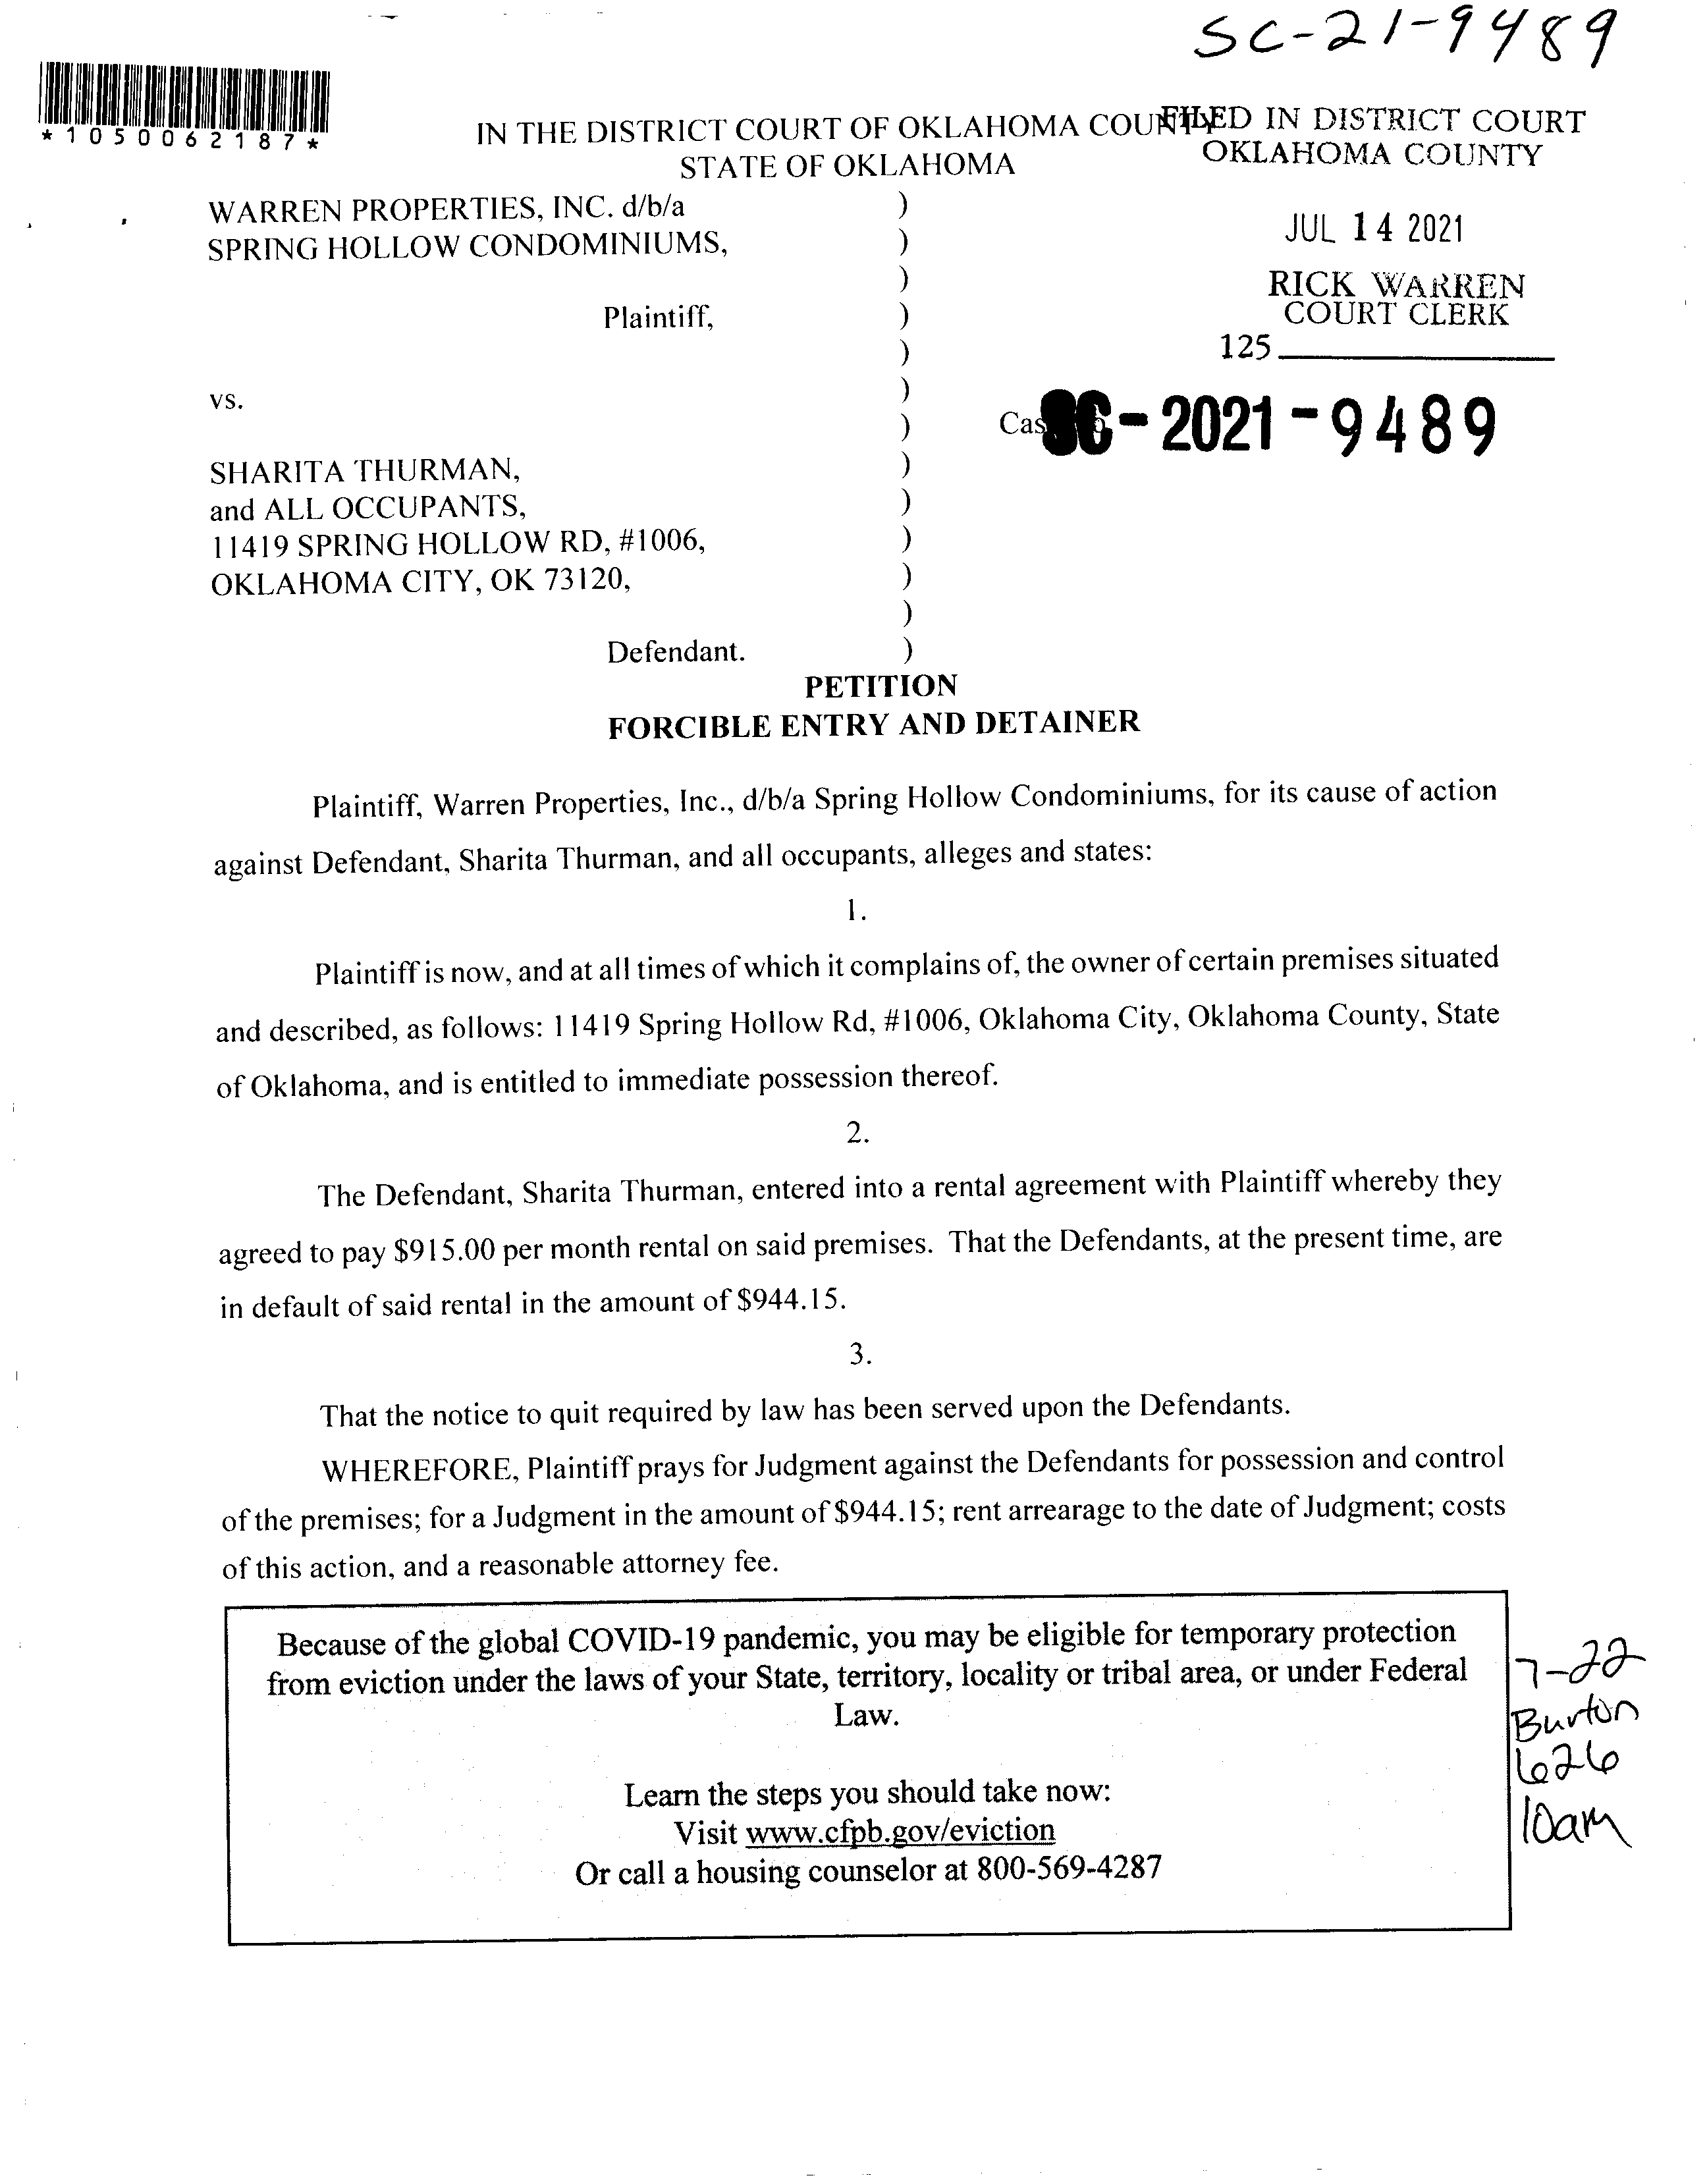 SC-21-9489
*1050062187*
IN THE DISTRICT COURT OF OKLAHOMA COUNTY
STATE OF OKLAHOMA
FILED IN DISTRICT COURT
OKLAHOMA COUNTY
JUL 14 2021
RICK WARREN
COURT CLERK
125
WARREN PROPERTIES, INC. d/b/a )
SPRING HOLLOW CONDOMINIUMS, )
)
Plaintiff, )
)
vs. )
) Case No SC-2021-9489
SHARITA THURMAN, )
and ALL OCCUPANTS, )
11419 SPRING HOLLOW RD, #1006, )
OKLAHOMA CITY, OK 73120, )
)
Defendant. )
PETITION
FORCIBLE ENTRY AND DETAINER
Plaintiff, Warren Properties, Inc., d/b/a Spring Hollow Condominiums, for its cause of action
against Defendant, Sharita Thurman, and all occupants, alleges and states:
1.
Plaintiff is now, and at all times of which it complains of, the owner of certain premises situated
and described, as follows: 11419 Spring Hollow Rd, #1006, Oklahoma City, Oklahoma County, State
of Oklahoma, and is entitled to immediate possession thereof.
2.
The Defendant, Sharita Thurman, entered into a rental agreement with Plaintiff whereby they
agreed to pay $915.00 per month rental on said premises. That the Defendants, at the present time, are
in default of said rental in the amount of $944.15.
3.
That the notice to quit required by law has been served upon the Defendants.
WHEREFORE, Plaintiff prays for Judgment against the Defendants for possession and control
of the premises; for a Judgment in the amount of $944.15; rent arrearage to the date of Judgment; costs
of this action, and a reasonable attorney fee.
Because of the global COVID-19 pandemic, you may be eligible for temporary protection
from eviction under the laws of your State, territory, locality or tribal area, or under Federal
Law.
Learn the steps you should take now:
Visit www.cfpb.gov/eviction
Or call a housing counselor at 800-569-4287
7-22
Burton
626
10am